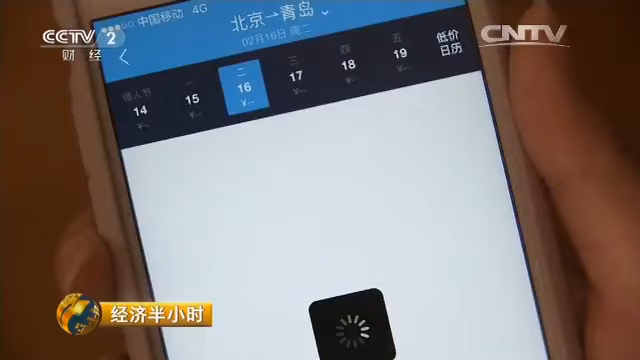 CCTV 2
财经
CNTV
中国移动 4G
北京→青岛
02月16日 周二
情人节 一 二 三 四 五
14 15 16 17 18 19
¥-- ¥-- ¥-- ¥-- ¥-- ¥--
低价
日历
经济半小时